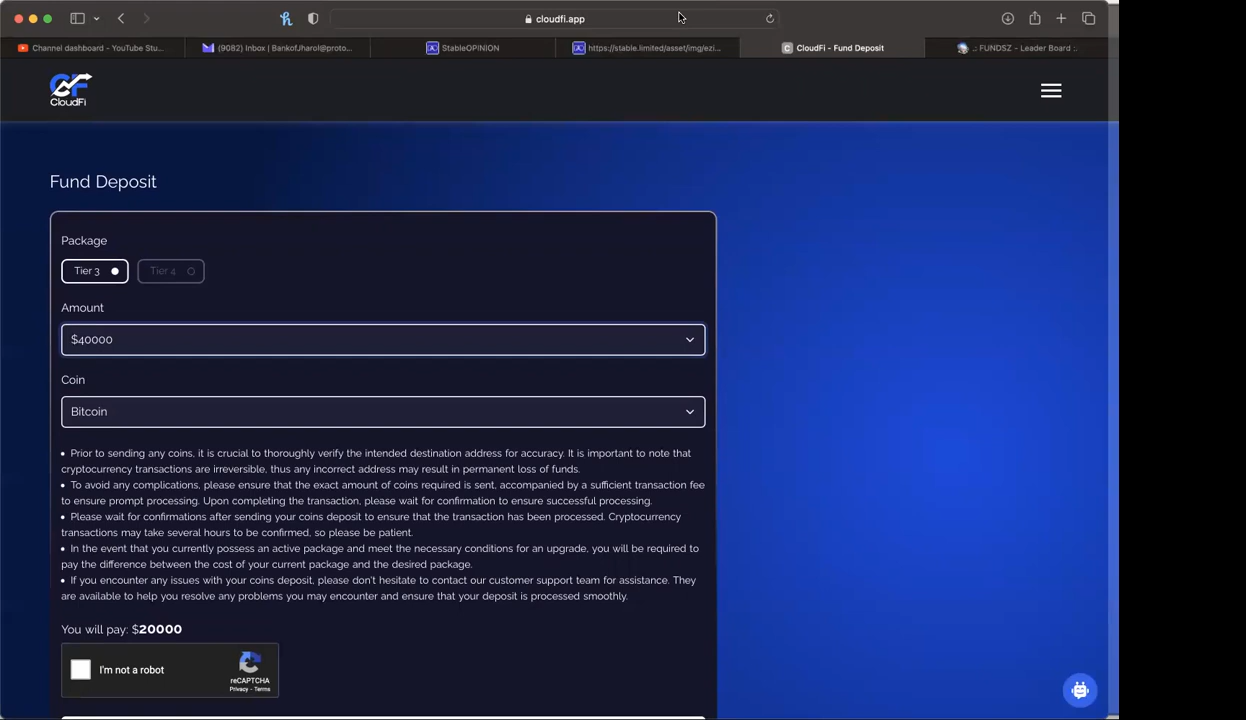 cloudfi.app
Channel dashboard - YouTube Stu...
(9082) Inbox | BankofJharol@proto...
StableOPINION
https://stable.limited/asset/img/ezi...
C CloudFi - Fund Deposit
.: FUNDSZ - Leader Board :.
CF
CloudFi
Fund Deposit
Package
Tier 3
Tier 4
Amount
$40000
Coin
Bitcoin
• Prior to sending any coins, it is crucial to thoroughly verify the intended destination address for accuracy. It is important to note that
cryptocurrency transactions are irreversible, thus any incorrect address may result in permanent loss of funds.
• To avoid any complications, please ensure that the exact amount of coins required is sent, accompanied by a sufficient transaction fee
to ensure prompt processing. Upon completing the transaction, please wait for confirmation to ensure successful processing.
• Please wait for confirmations after sending your coins deposit to ensure that the transaction has been processed. Cryptocurrency
transactions may take several hours to be confirmed, so please be patient.
• In the event that you currently possess an active package and meet the necessary conditions for an upgrade, you will be required to
pay the difference between the cost of your current package and the desired package.
• If you encounter any issues with your coins deposit, please don't hesitate to contact our customer support team for assistance. They
are available to help you resolve any problems you may encounter and ensure that your deposit is processed smoothly.
You will pay: $20000
I'm not a robot
reCAPTCHA
Privacy - Terms